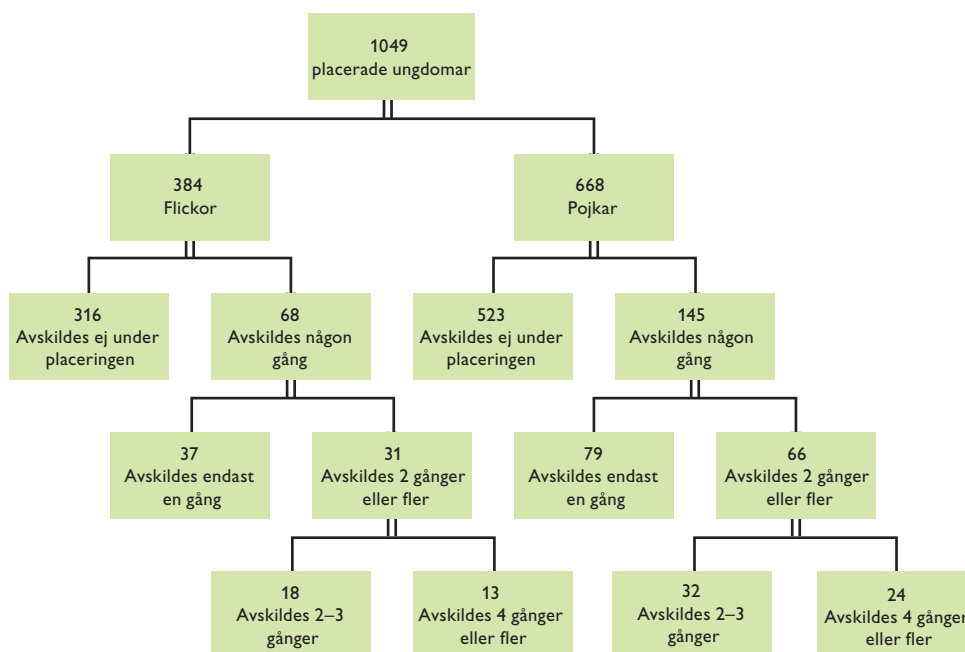 1049
placerade ungdomar
384
Flickor
668
Pojkar
316
Avskildes ej under
placeringen
68
Avskildes någon
gång
523
Avskildes ej under
placeringen
145
Avskildes någon
gång
37
Avskildes endast
en gång
31
Avskildes 2 gånger
eller fler
79
Avskildes endast
en gång
66
Avskildes 2 gånger
eller fler
18
Avskildes 2–3
gånger
13
Avskildes 4 gånger
eller fler
32
Avskildes 2–3
gånger
24
Avskildes 4 gånger
eller fler